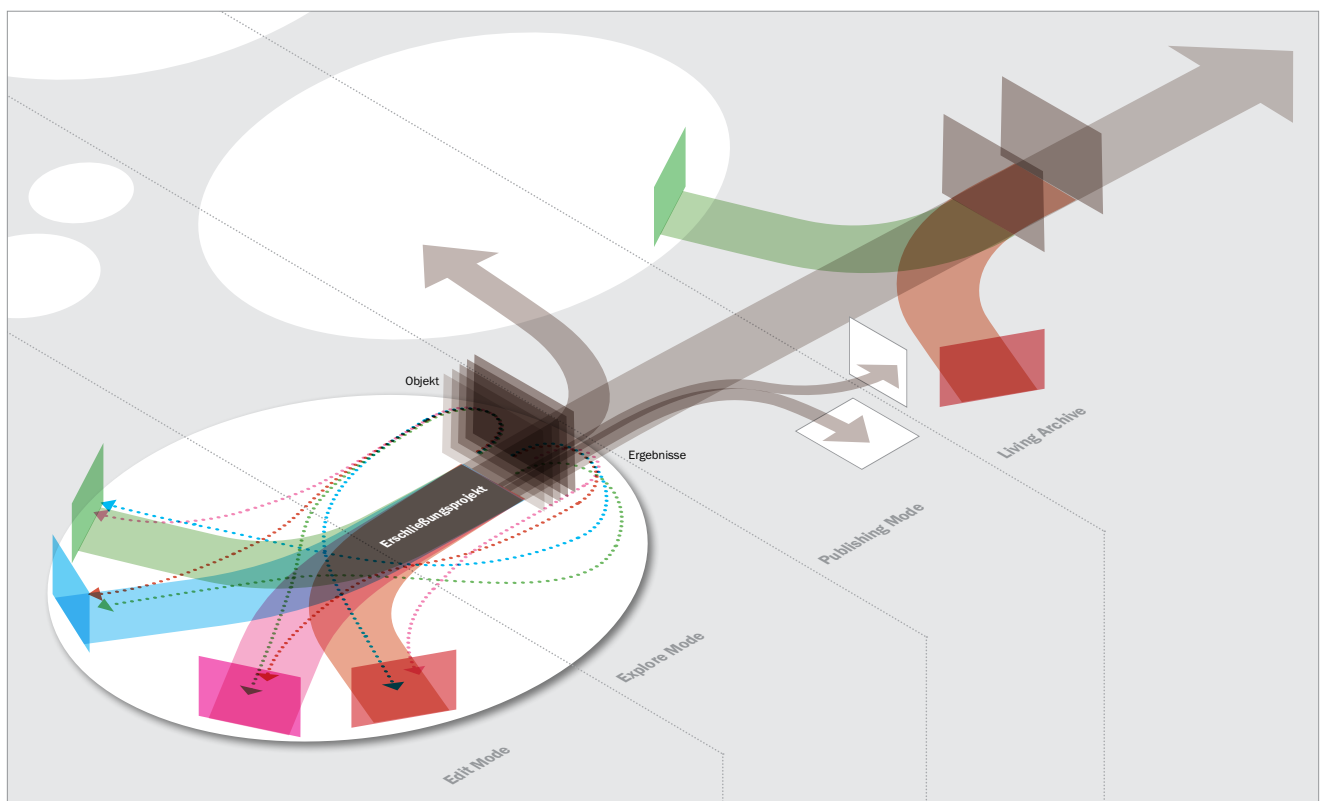 Objekt
Ergebnisse
Erschließungsprojekt
Living Archive
Publishing Mode
Explore Mode
Edit Mode